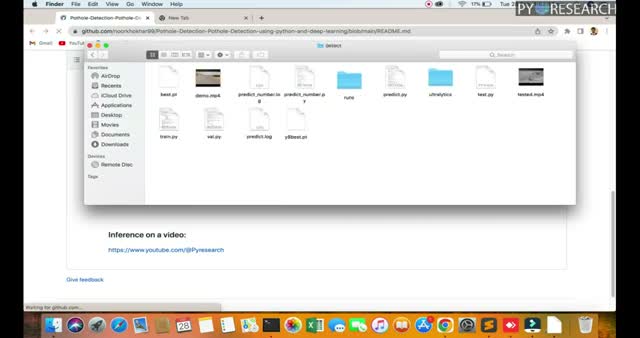 Finder File Edit View Go Window Help
17%
PY RESEARCH
Pothole-Detection-Pothole-De
New Tab
github.com/noorkhokhar99/Pothole-Detection-Pothole-Detection-using-python-and-deep-learning/blob/main/README.md
Gmail
YouTube
detect
Search
Favorites
AirDrop
Recents
iCloud Drive
Applications
Desktop
Movies
Documents
Downloads
Devices
Remote Disc
Tags
best.pt
demo.mp4
predict_number.log
predict_number.py
runs
predict.py
ultralytics
test.py
teste4.mp4
train.py
val.py
ypredict.log
y8best.pt
Inference on a video:
https://www.youtube.com/@Pyresearch
Give feedback
Waiting for github.com...
28